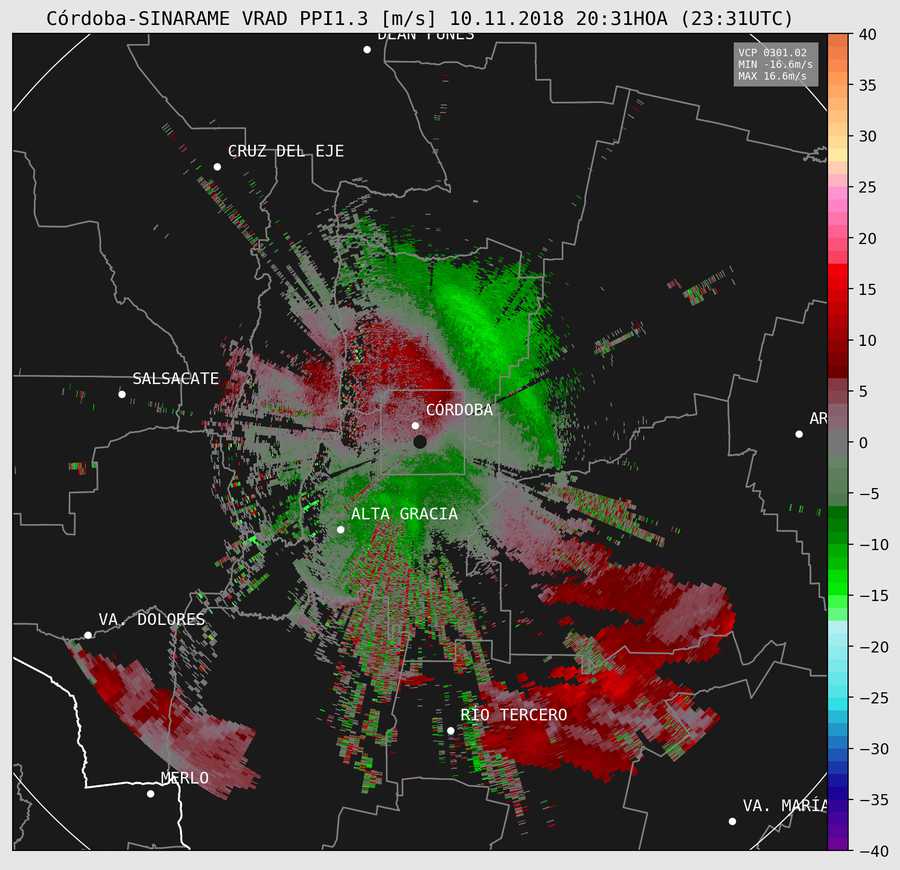 Córdoba-SINARAME VRAD PPI1.3 [m/s] 10.11.2018 20:31HOA (23:31UTC)
DEAN FUNES
VCP 0301.02
MIN -16.6m/s
MAX 16.6m/s
CRUZ DEL EJE
SALSACATE
CÓRDOBA
AR
ALTA GRACIA
VA. DOLORES
RIO TERCERO
MERLO
VA. MARÍA
40
35
30
25
20
15
10
5
0
−5
−10
−15
−20
−25
−30
−35
−40